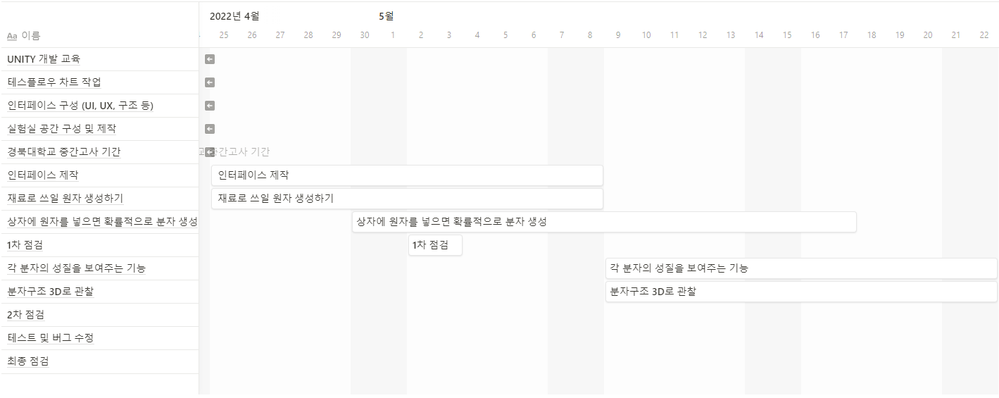 2022년 4월 5월
Aa 이름 25 26 27 28 29 30 1 2 3 4 5 6 7 8 9 10 11 12 13 14 15 16 17 18 19 20 21 22
UNITY 개발 교육
테스플로우 차트 작업
인터페이스 구성 (UI, UX, 구조 등)
실험실 공간 구성 및 제작
경북대학교 중간고사 기간 중간고사 기간
인터페이스 제작 인터페이스 제작
재료로 쓰일 원자 생성하기 재료로 쓰일 원자 생성하기
상자에 원자를 넣으면 확률적으로 분자 생성 상자에 원자를 넣으면 확률적으로 분자 생성
1차 점검 1차 점검
각 분자의 성질을 보여주는 기능 각 분자의 성질을 보여주는 기능
분자구조 3D로 관찰 분자구조 3D로 관찰
2차 점검
테스트 및 버그 수정
최종 점검